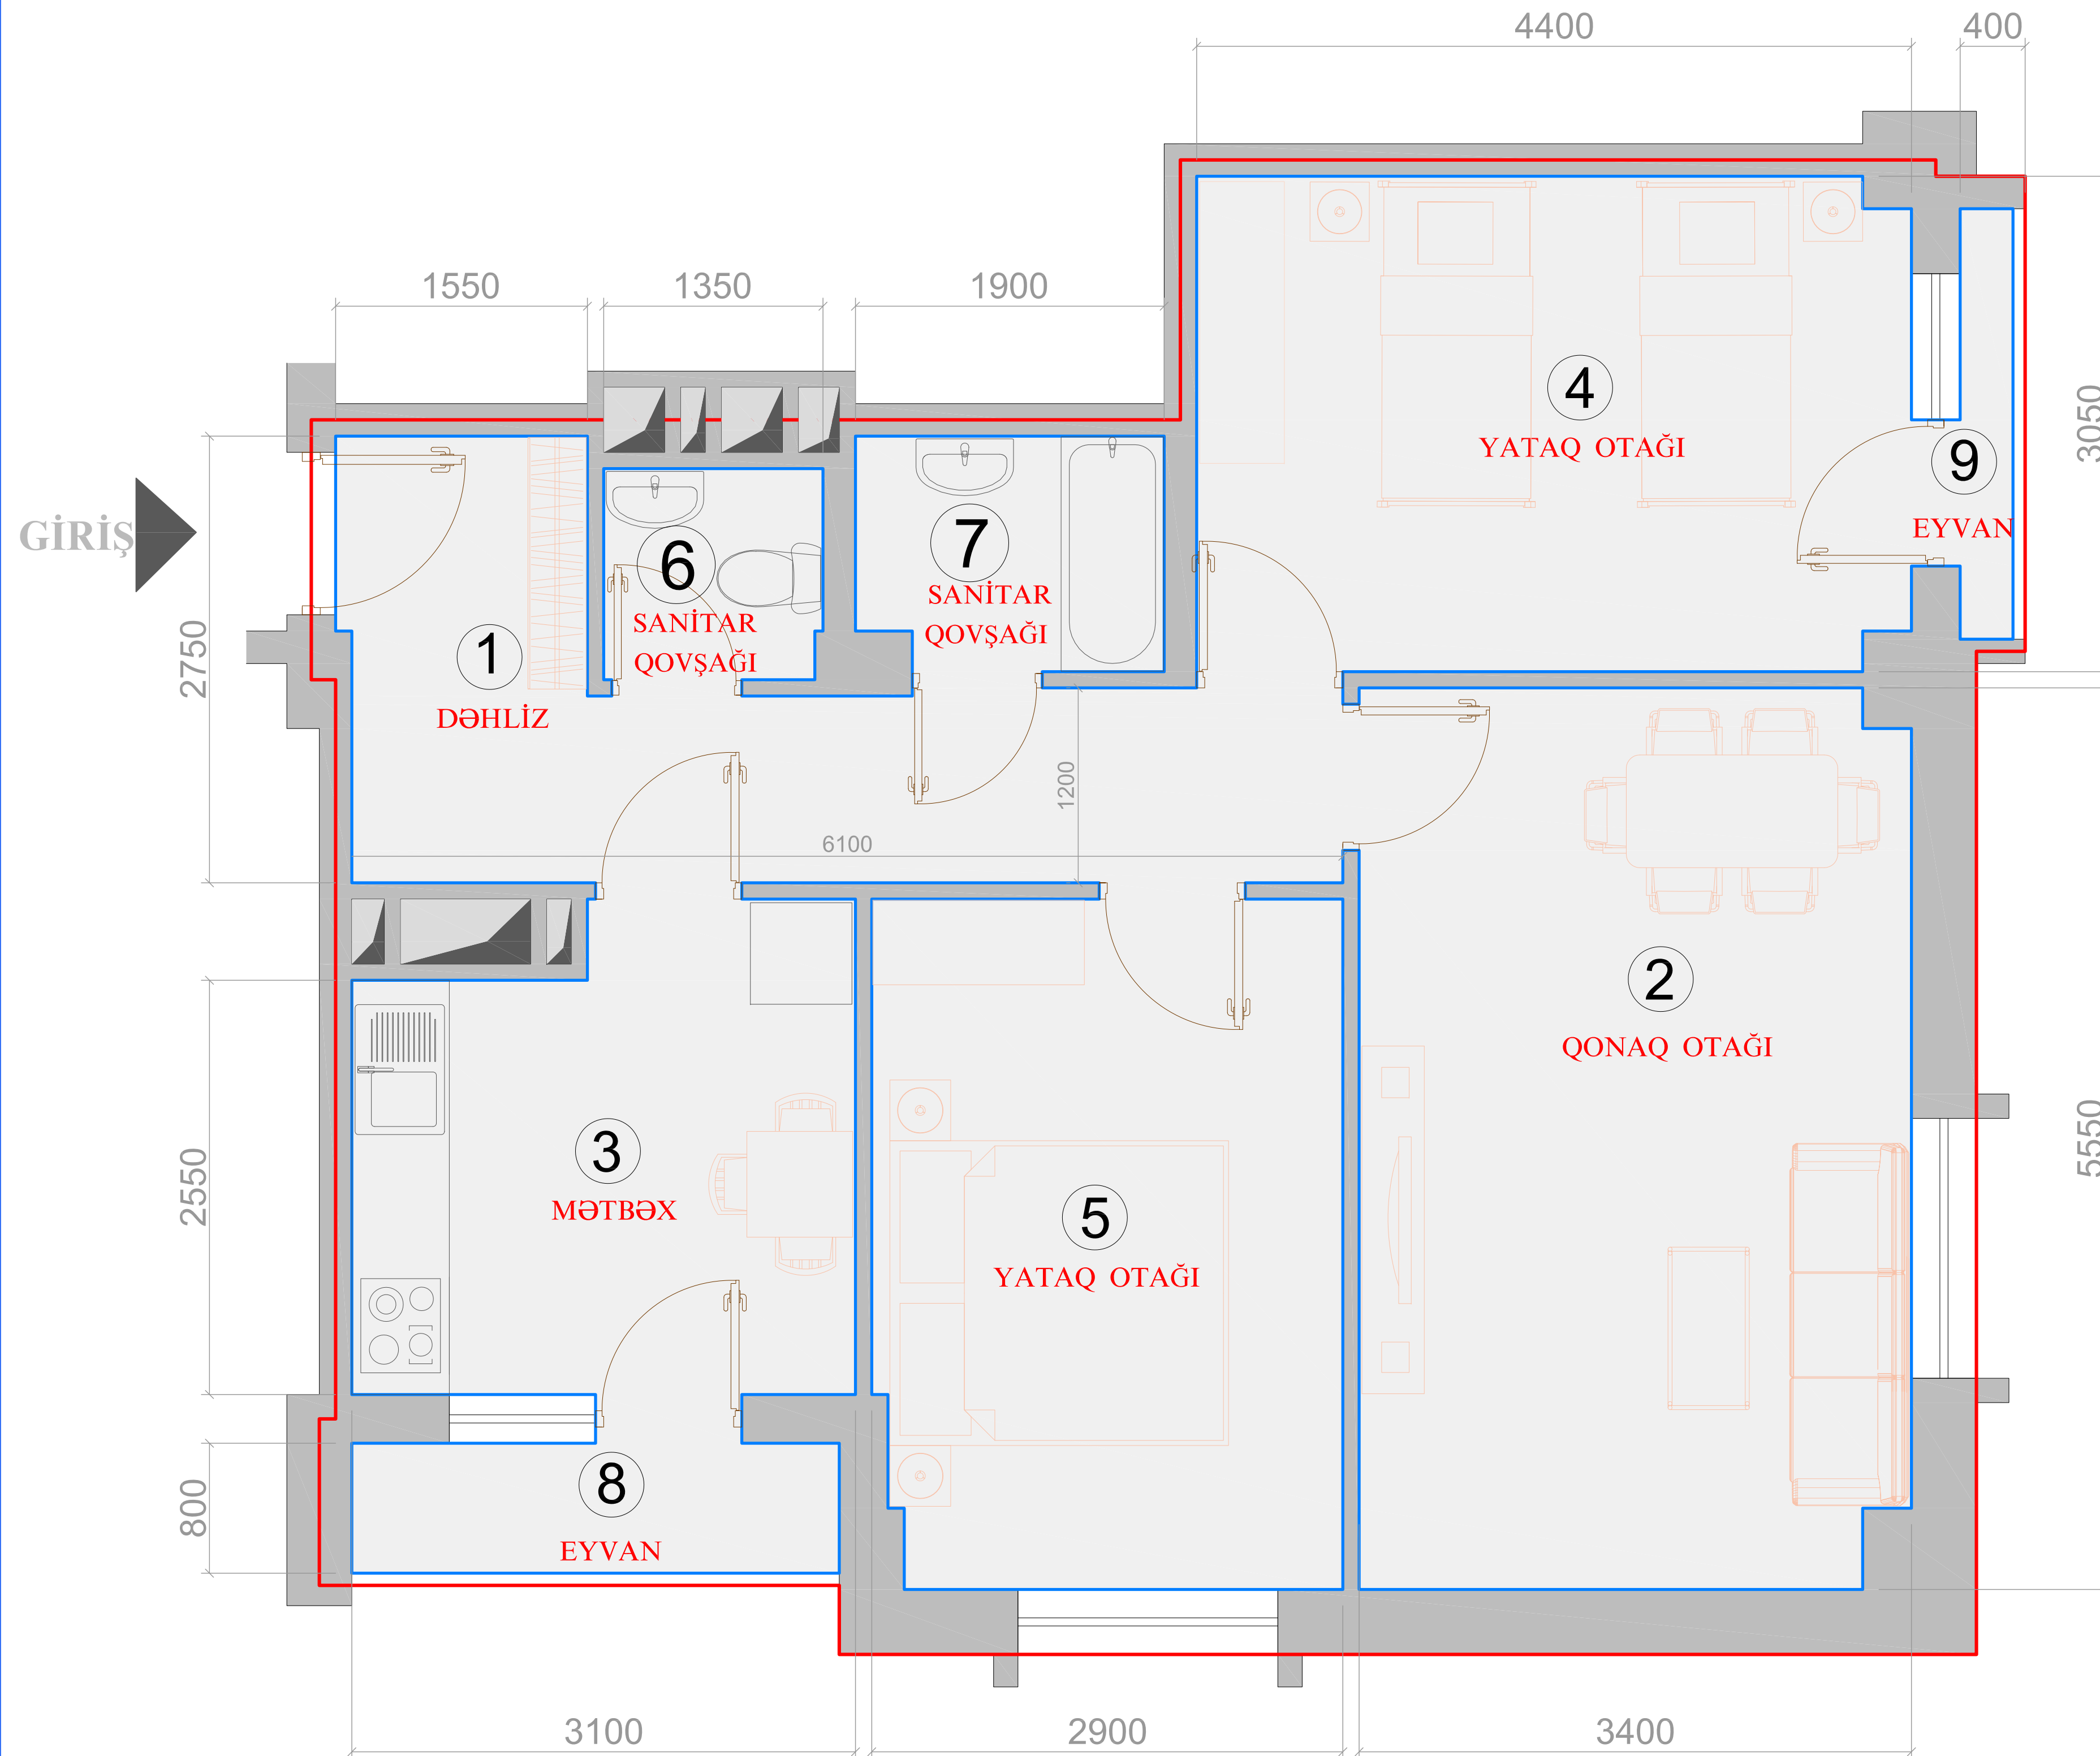 4400
400
1550
1350
1900
4
YATAQ OTAĞI
3050
9
EYVAN
GİRİŞ
6
SANİTAR
QOVŞAĞI
7
SANİTAR
QOVŞAĞI
1
DƏHLİZ
2750
1200
6100
2
QONAQ OTAĞI
3
MƏTBƏX
2550
5
YATAQ OTAĞI
5550
8
EYVAN
800
3100
2900
3400